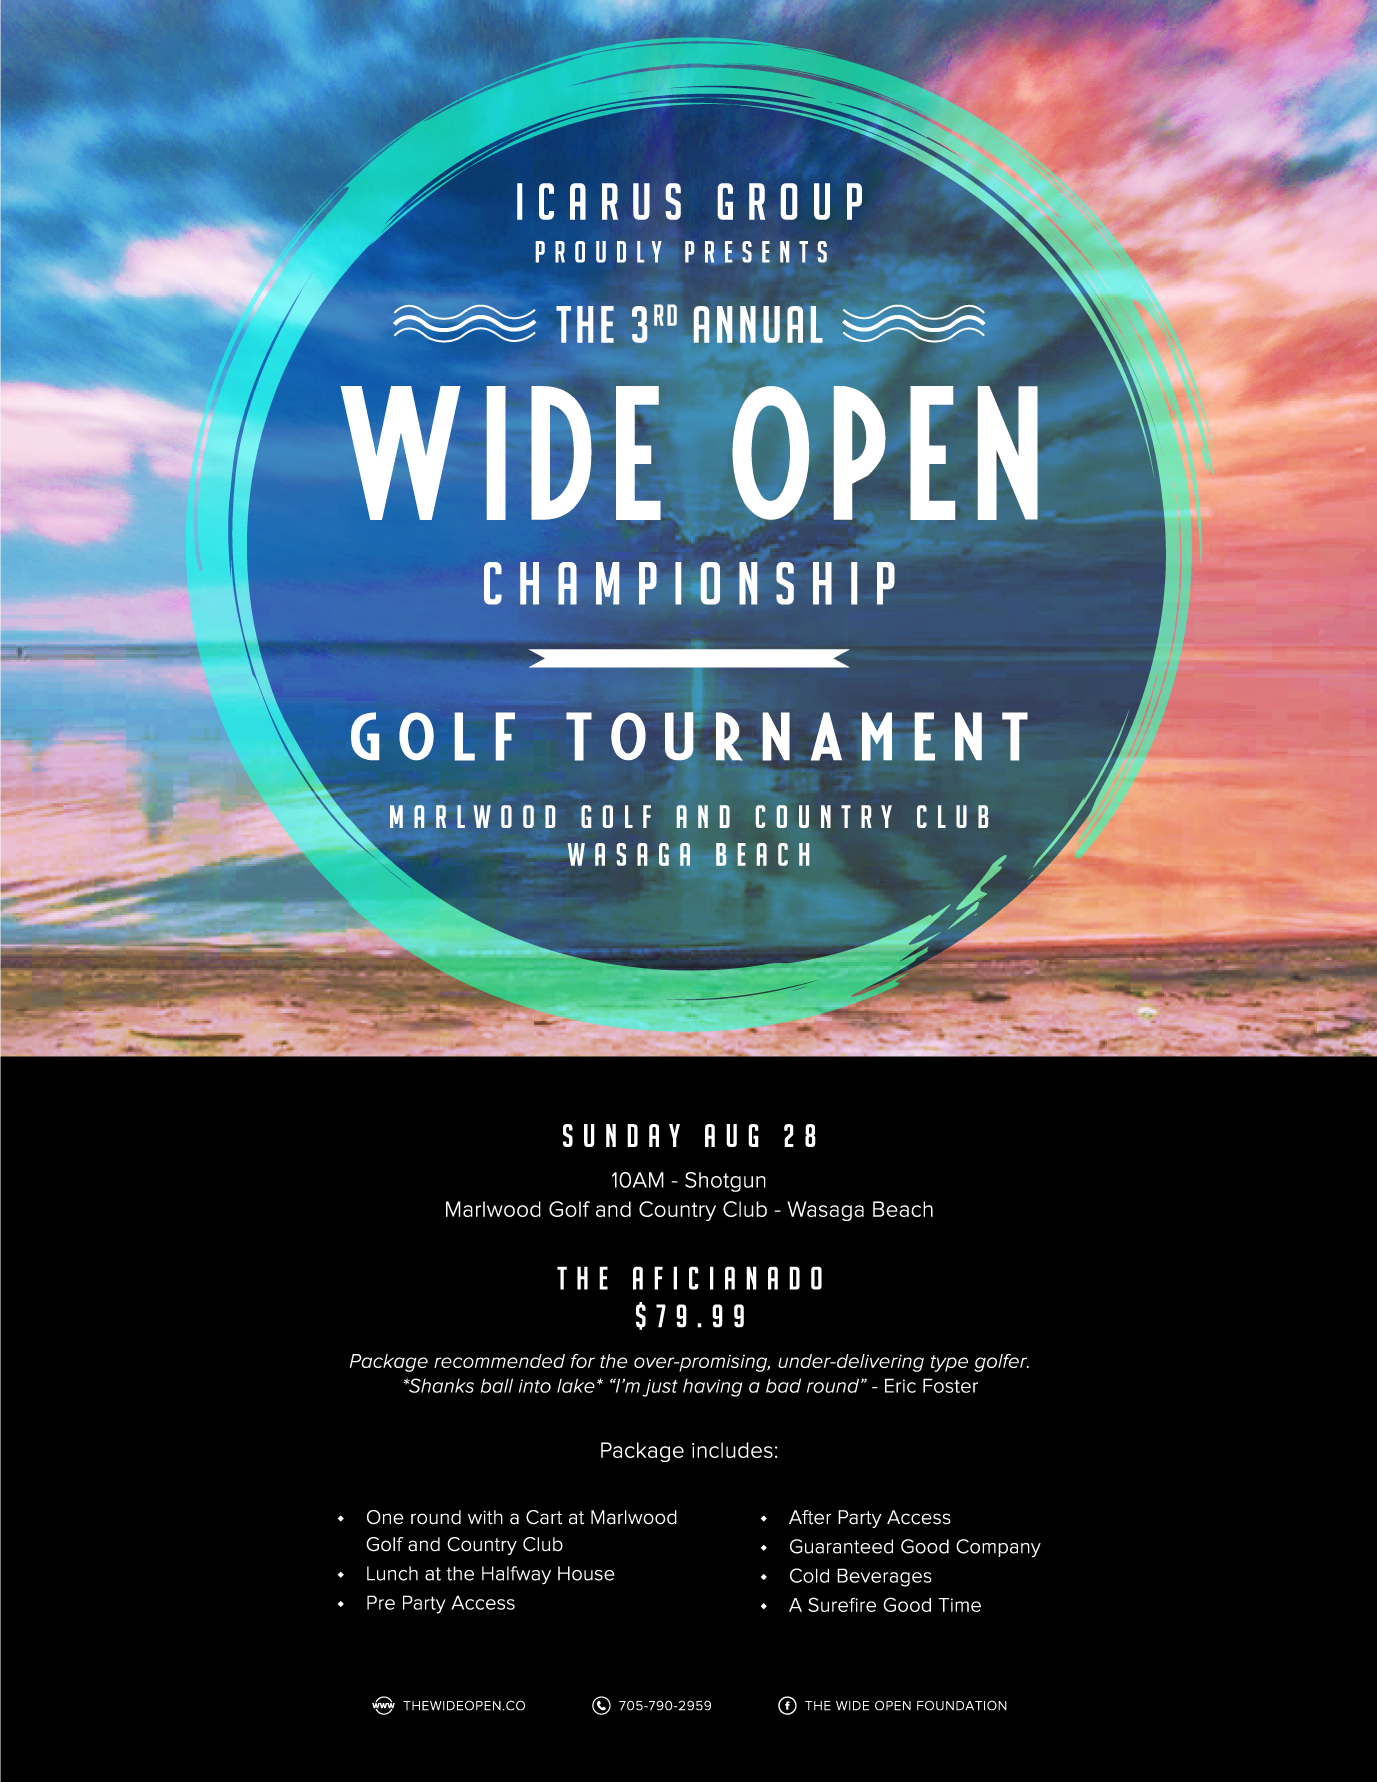 ICARUS GROUP
PROUDLY PRESENTS
THE 3RD ANNUAL
WIDE OPEN
CHAMPIONSHIP
GOLF TOURNAMENT
MARLWOOD GOLF AND COUNTRY CLUB
WASAGA BEACH
SUNDAY AUG 28
10AM - Shotgun
Marlwood Golf and Country Club - Wasaga Beach
THE AFICIANADO
$79.99
Package recommended for the over-promising, under-delivering type golfer.
*Shanks ball into lake* “I’m just having a bad round” - Eric Foster
Package includes:
One round with a Cart at Marlwood
Golf and Country Club
Lunch at the Halfway House
Pre Party Access
After Party Access
Guaranteed Good Company
Cold Beverages
A Surefire Good Time
www THEWIDEOPEN.CO
705-790-2959
f THE WIDE OPEN FOUNDATION